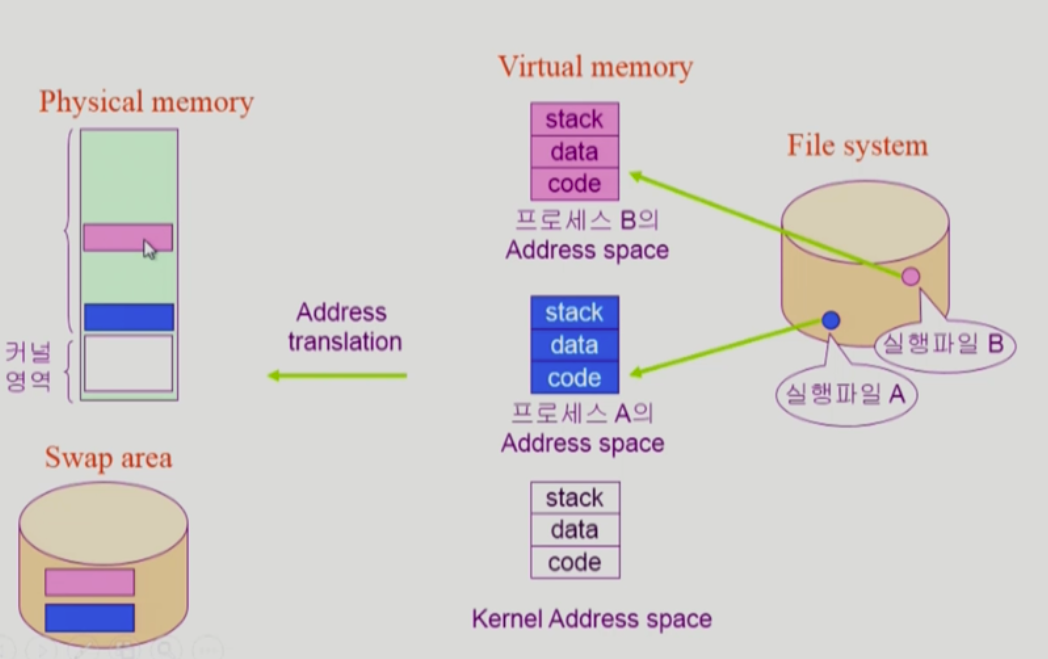 Virtual memory
Physical memory
stack
data
code
프로세스 B의
Address space
File system
Address
translation
stack
data
code
프로세스 A의
Address space
실행파일 B
실행파일 A
커널
영역
Swap area
stack
data
code
Kernel Address space